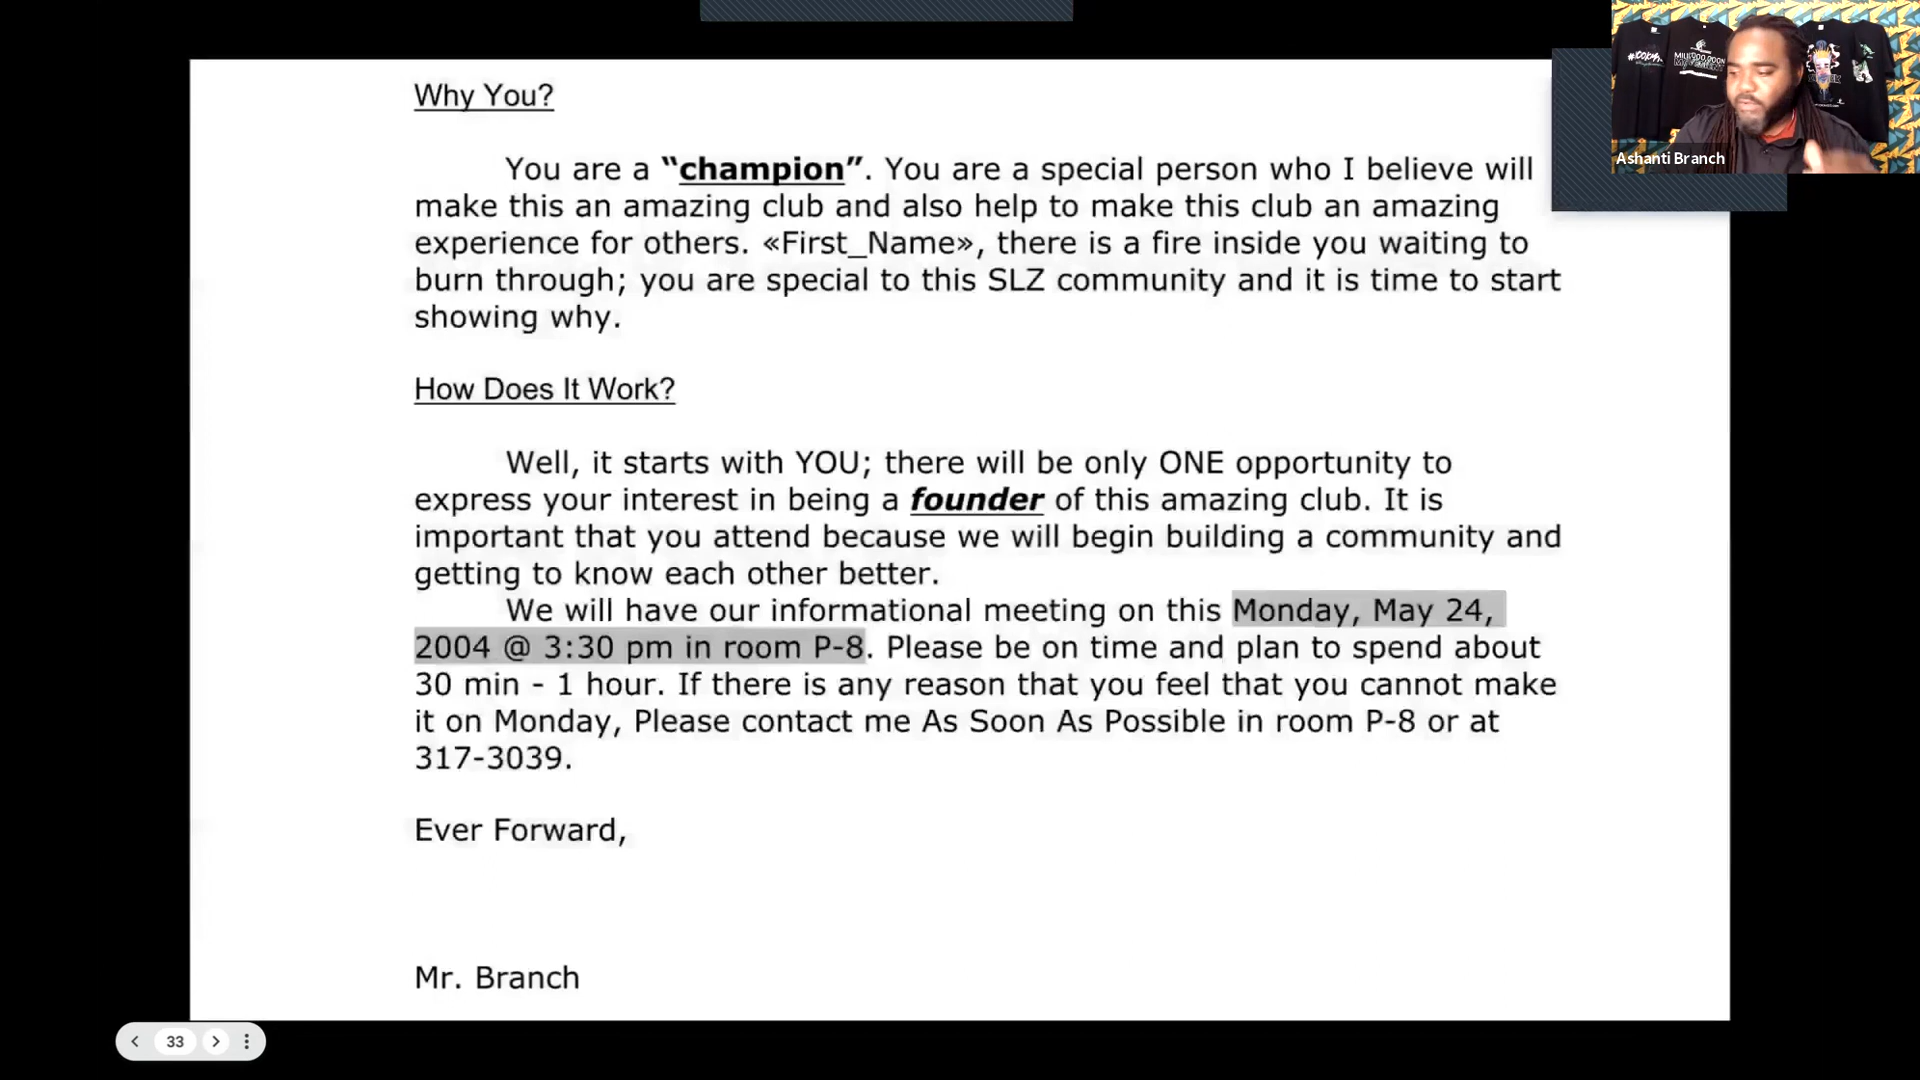 Why You?
You are a “champion”. You are a special person who I believe will
make this an amazing club and also help to make this club an amazing
experience for others. «First_Name», there is a fire inside you waiting to
burn through; you are special to this SLZ community and it is time to start
showing why.
How Does It Work?
Well, it starts with YOU; there will be only ONE opportunity to
express your interest in being a founder of this amazing club. It is
important that you attend because we will begin building a community and
getting to know each other better.
We will have our informational meeting on this Monday, May 24,
2004 @ 3:30 pm in room P-8. Please be on time and plan to spend about
30 min - 1 hour. If there is any reason that you feel that you cannot make
it on Monday, Please contact me As Soon As Possible in room P-8 or at
317-3039.
Ever Forward,
Mr. Branch
33
Ashanti Branch